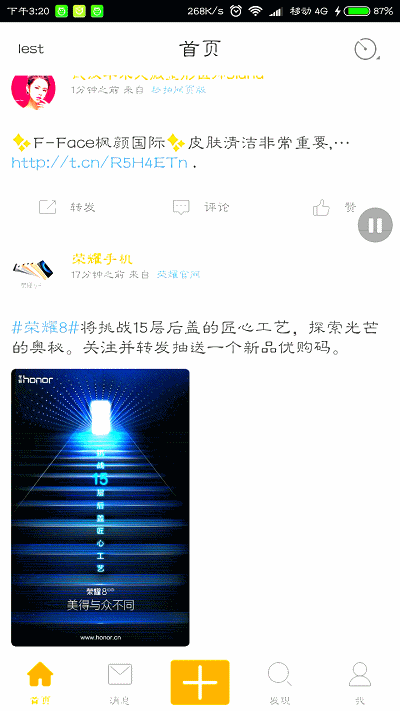 下午3:20
268K/s
移动 4G
87%
lest
首页
1分钟之前 来自
✨F-Face枫颜国际✨皮肤清洁非常重要,…
http://t.cn/R5H4ETn .
转发
评论
赞
荣耀手机
17分钟之前 来自 荣耀官网
#荣耀8#将挑战15层后盖的匠心工艺，探索光芒
的奥秘。关注并转发抽送一个新品优购码。
荣耀
honor
挑战
15
层后盖匠心工艺
荣耀8
美得与众不同
www.honor.cn
首页
消息
发现
我